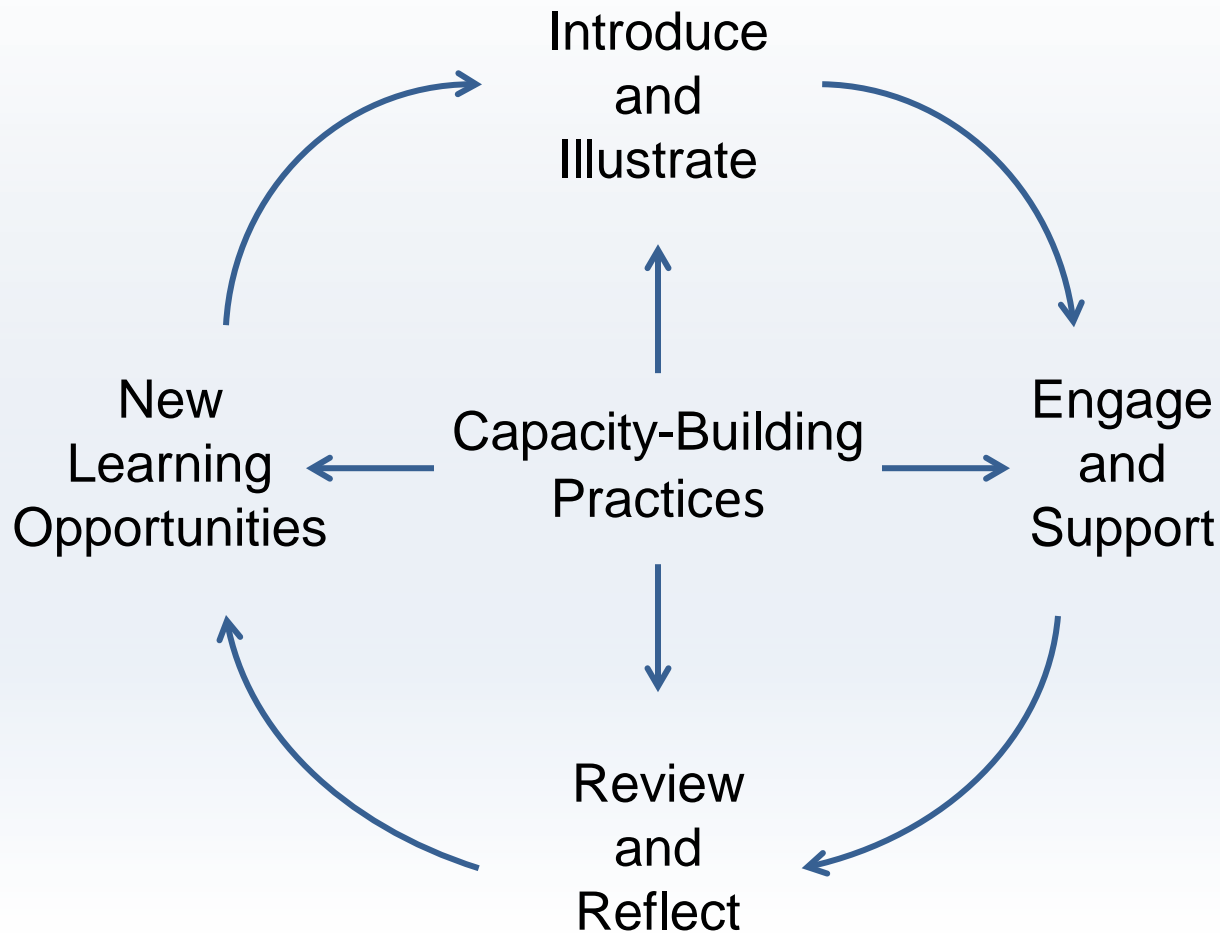 Introduce
and
Illustrate
New
Learning
Opportunities
Capacity-Building
Practices
Engage
and
Support
Review
and
Reflect